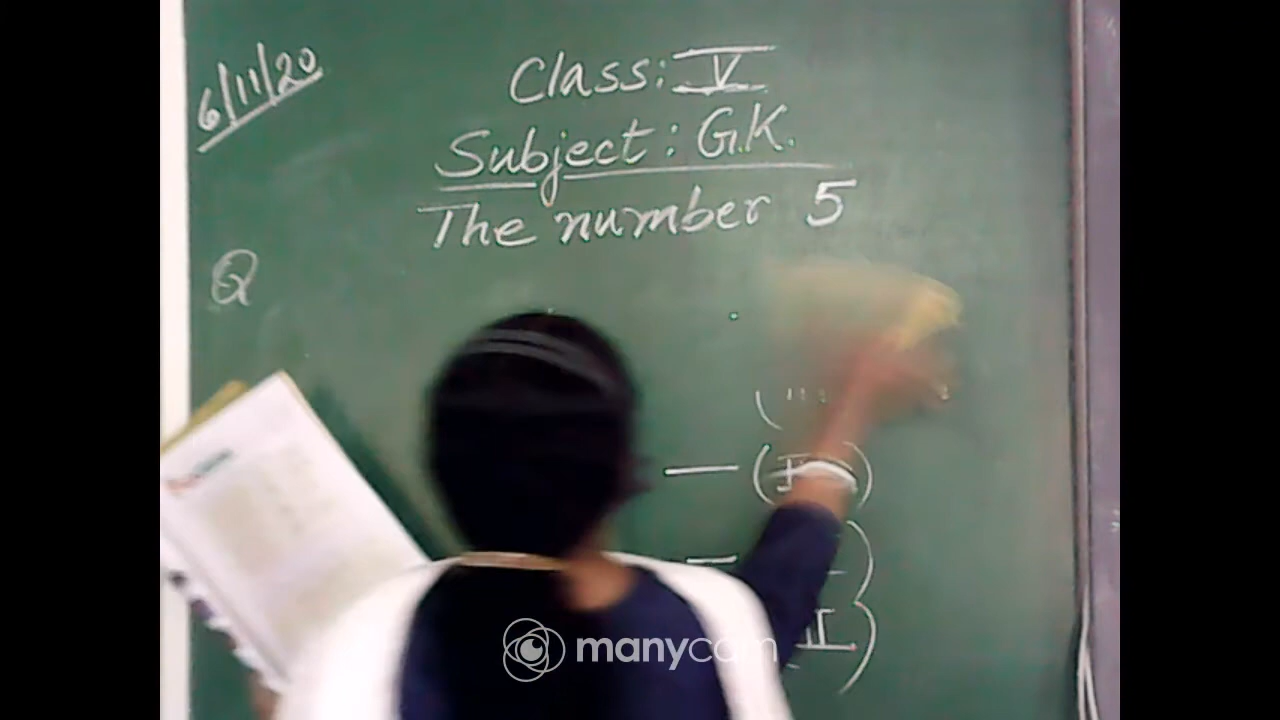 6/11/20
Class: V
Subject: G.K.
The number 5
Q
manycam